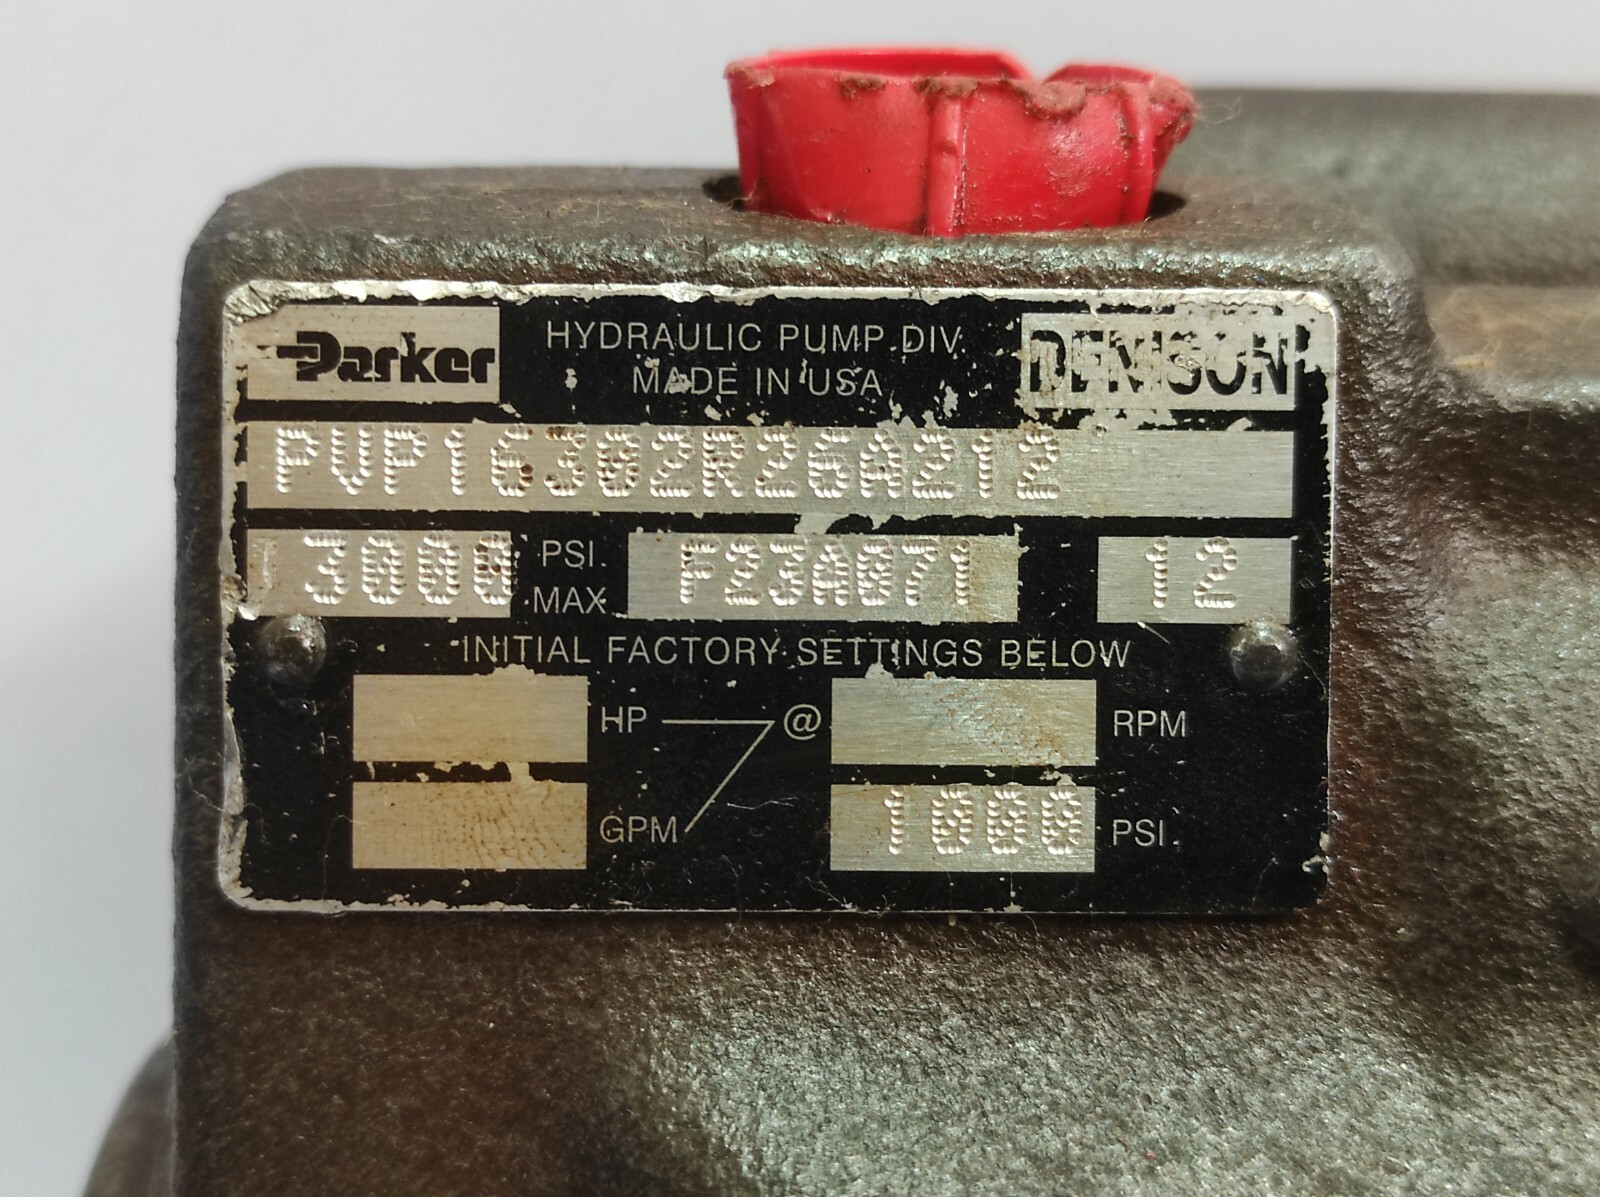 Parker HYDRAULIC PUMP DIV. DENISON
MADE IN USA
PVP16302R26A212
3000 PSI. MAX. F23A071 12
INITIAL FACTORY SETTINGS BELOW
HP @ RPM
GPM 1000 PSI.